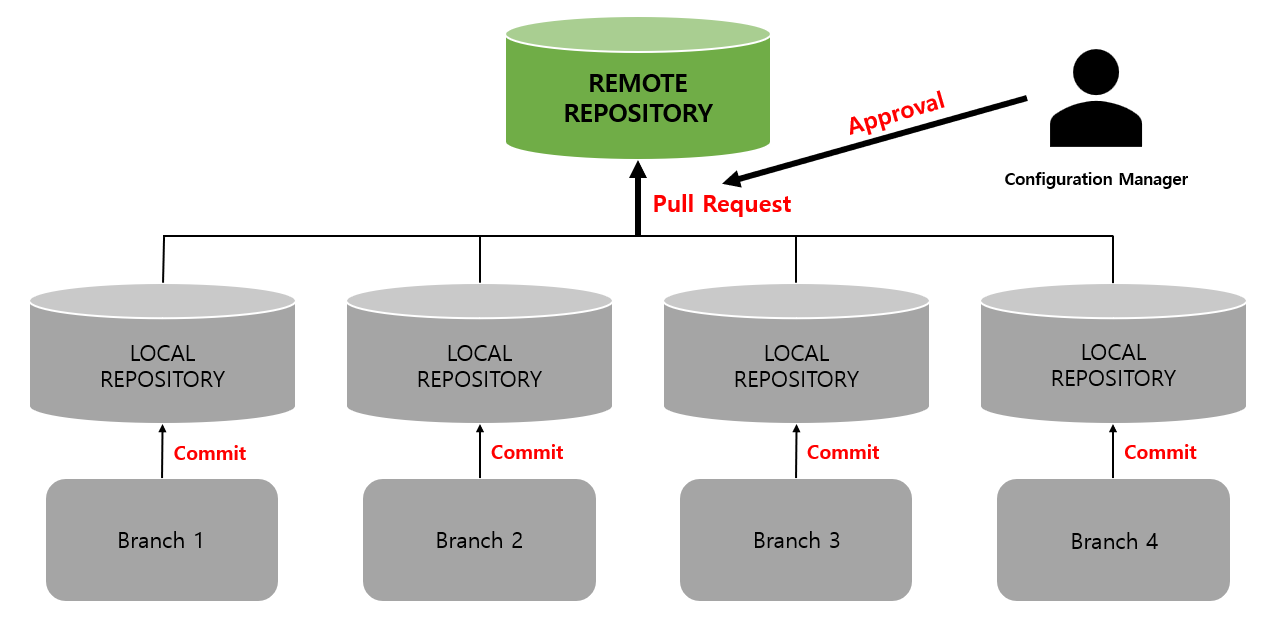 REMOTE
REPOSITORY
Approval
Configuration Manager
Pull Request
LOCAL
REPOSITORY
LOCAL
REPOSITORY
LOCAL
REPOSITORY
LOCAL
REPOSITORY
Commit
Commit
Commit
Commit
Branch 1
Branch 2
Branch 3
Branch 4